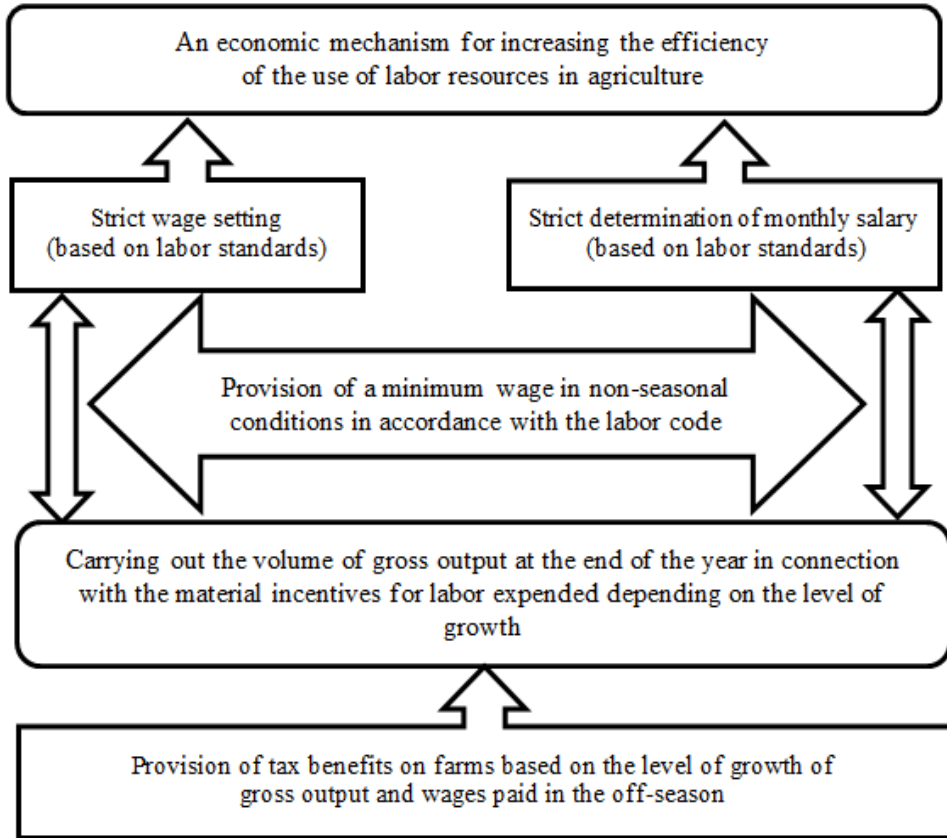 An economic mechanism for increasing the efficiency
of the use of labor resources in agriculture
Strict wage setting
(based on labor standards)
Strict determination of monthly salary
(based on labor standards)
Provision of a minimum wage in non-seasonal
conditions in accordance with the labor code
Carrying out the volume of gross output at the end of the year in connection
with the material incentives for labor expended depending on the level of
growth
Provision of tax benefits on farms based on the level of growth of
gross output and wages paid in the off-season